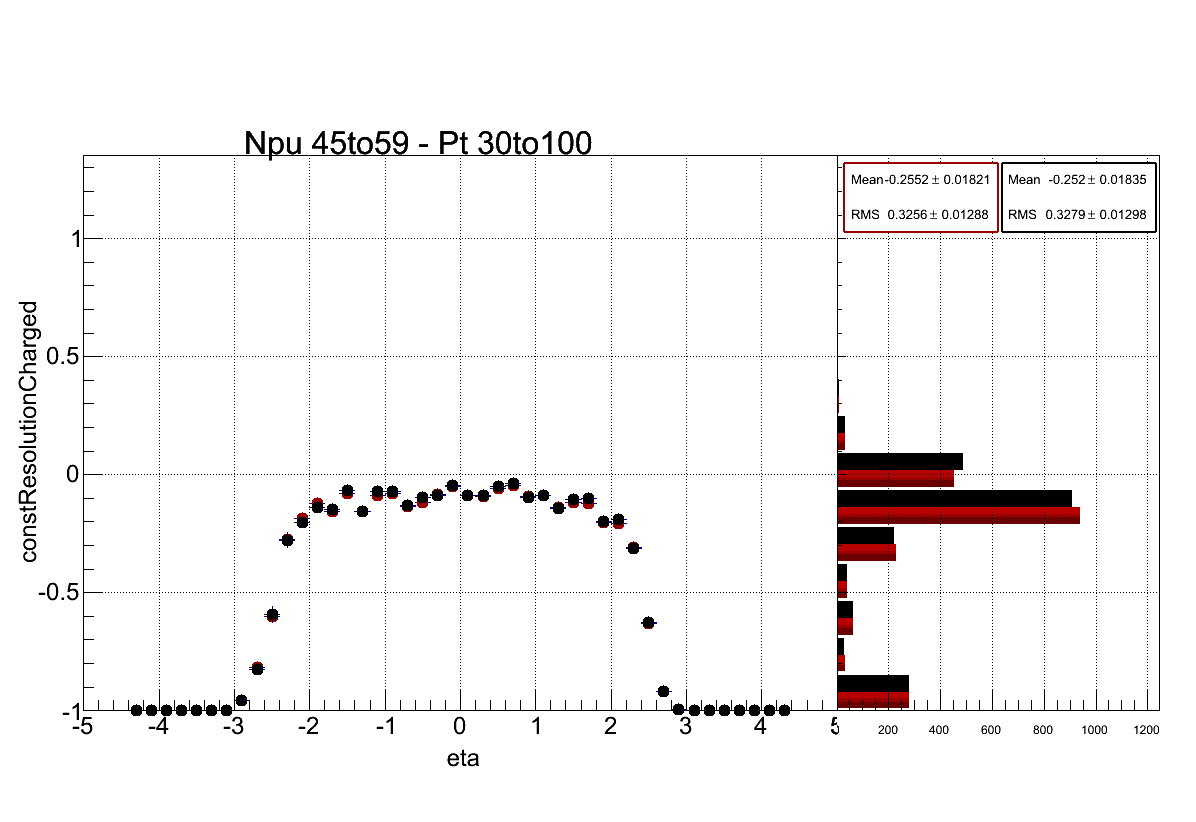 Npu 45to59 - Pt 30to100
Mean-0.2552 ± 0.01821
RMS 0.3256 ± 0.01288
Mean -0.252 ± 0.01835
RMS 0.3279 ± 0.01298
constResolutionCharged
1
0.5
0
-0.5
-1
-5 -4 -3 -2 -1 0 1 2 3 4
200 400 600 800 1000 1200
eta